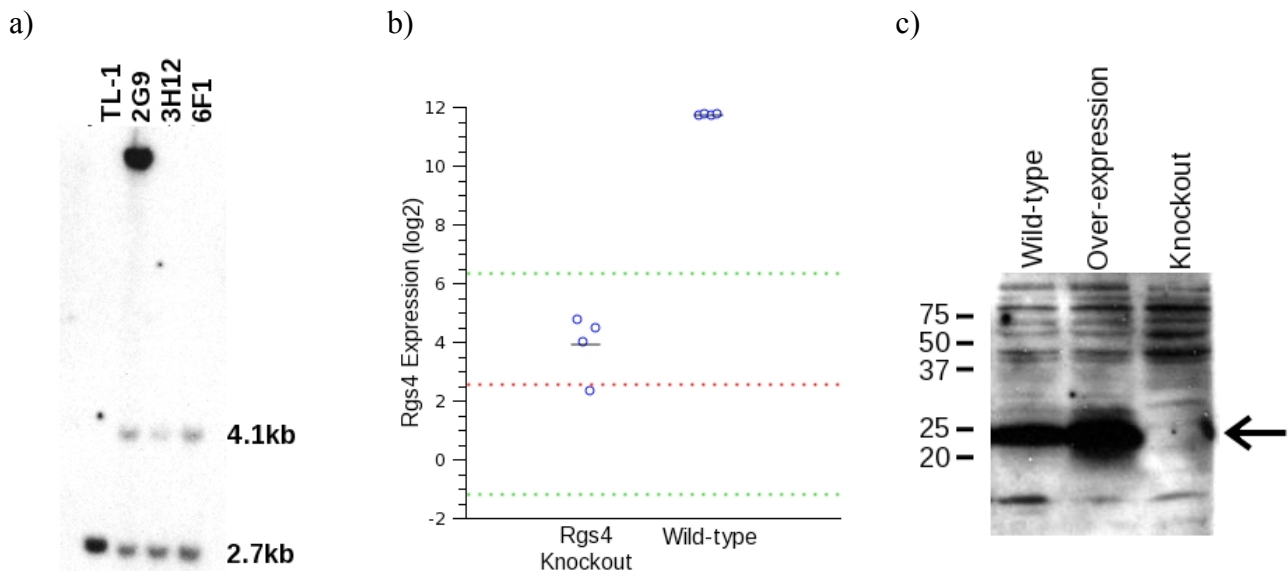 a)
b)
c)
TL-1
2G9
3H12
6F1
4.1kb
2.7kb
Rgs4 Expression (log2)
12
10
8
6
4
2
0
-2
Rgs4
Knockout
Wild-type
Wild-type
Over-expression
Knockout
75
50
37
25
20